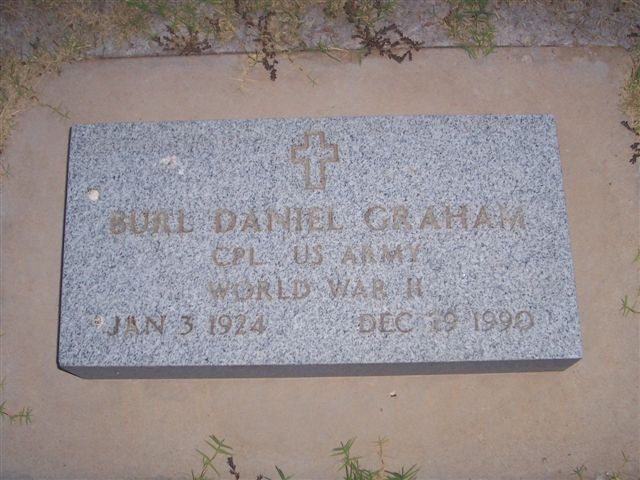 BURL DANIEL GRAHAM
CPL US ARMY
WORLD WAR II
JAN 3 1924 DEC 29 1990